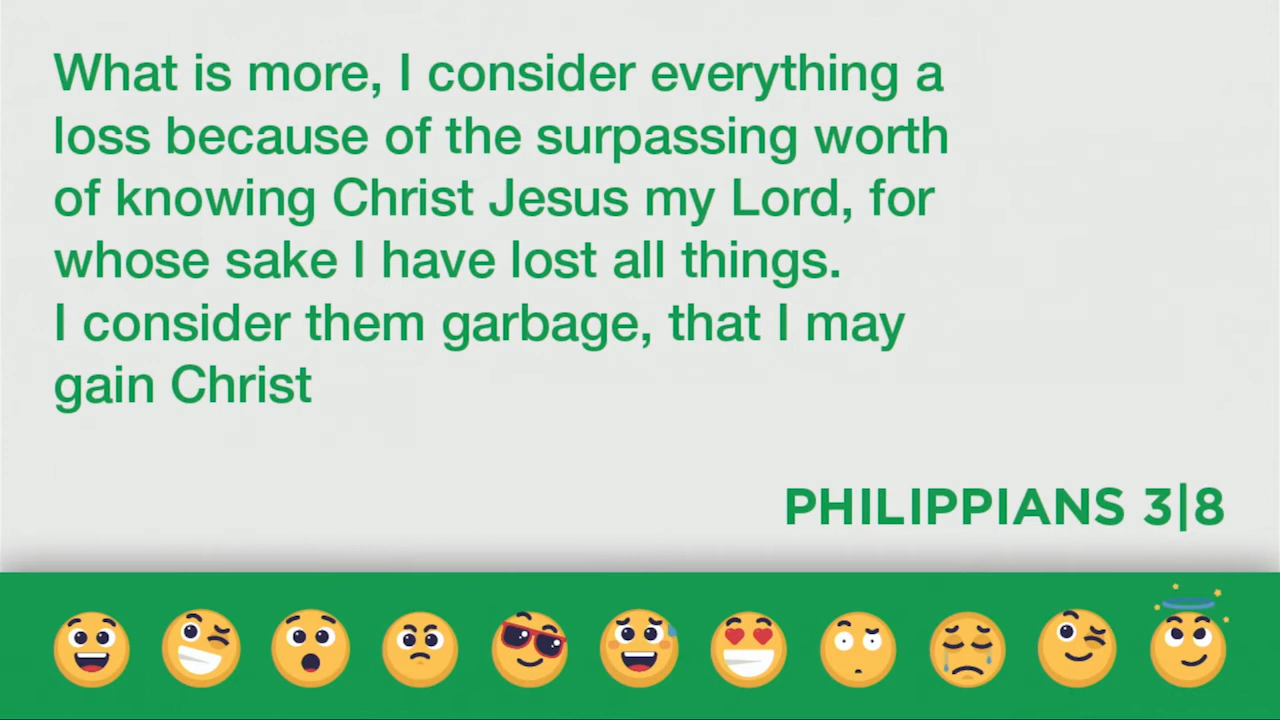 What is more, I consider everything a
loss because of the surpassing worth
of knowing Christ Jesus my Lord, for
whose sake I have lost all things.
I consider them garbage, that I may
gain Christ
PHILIPPIANS 3|8